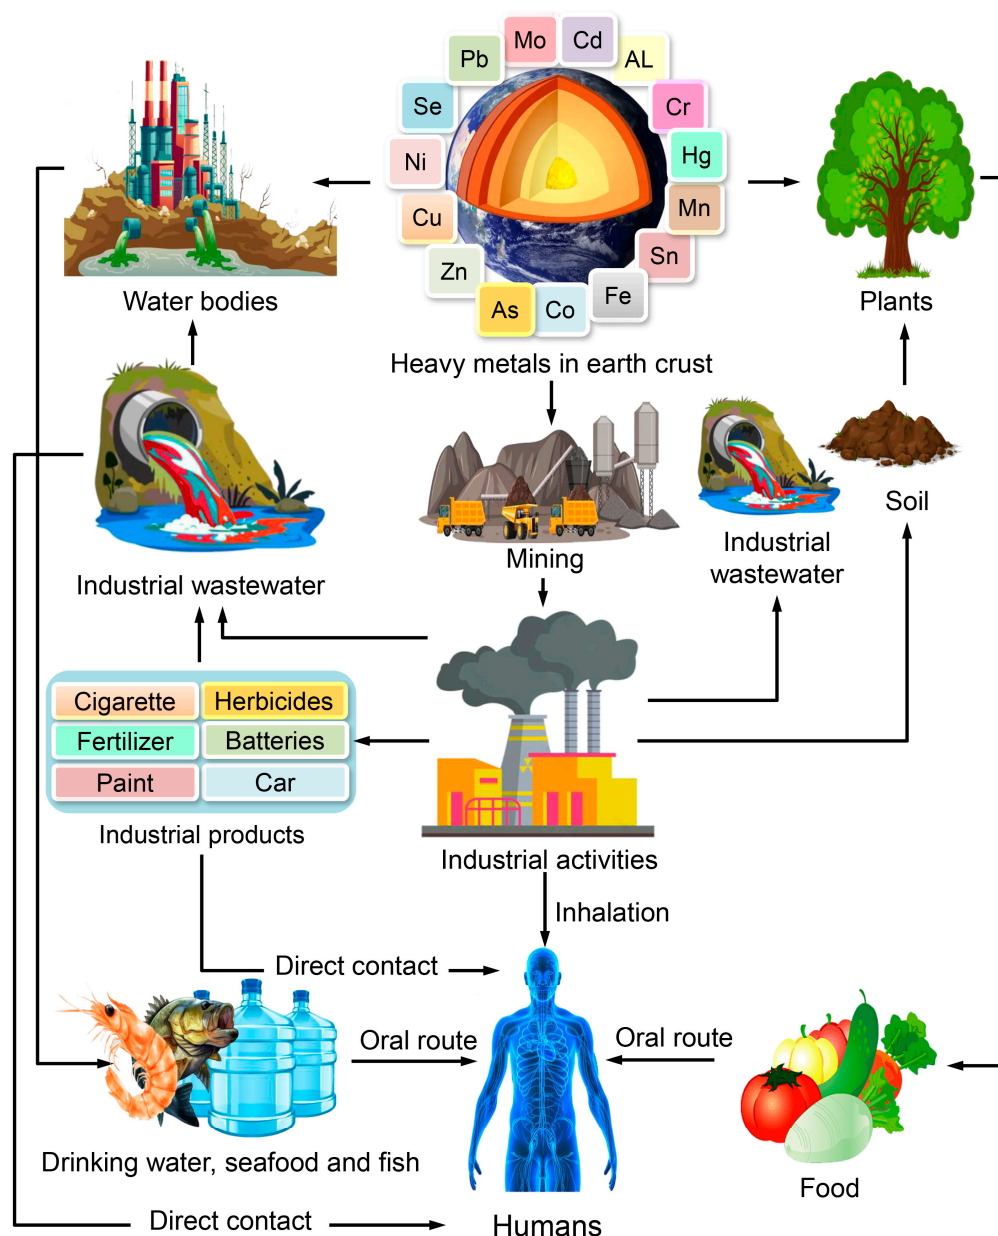 Mo
Cd
Pb
AL
Se
Cr
Ni
Hg
Cu
Mn
Zn
Sn
As
Co
Fe
Water bodies
Plants
Heavy metals in earth crust
Soil
Mining
Industrial
wastewater
Industrial wastewater
Cigarette
Herbicides
Fertilizer
Batteries
Paint
Car
Industrial products
Industrial activities
Inhalation
Direct contact
Oral route
Oral route
Drinking water, seafood and fish
Food
Direct contact
Humans